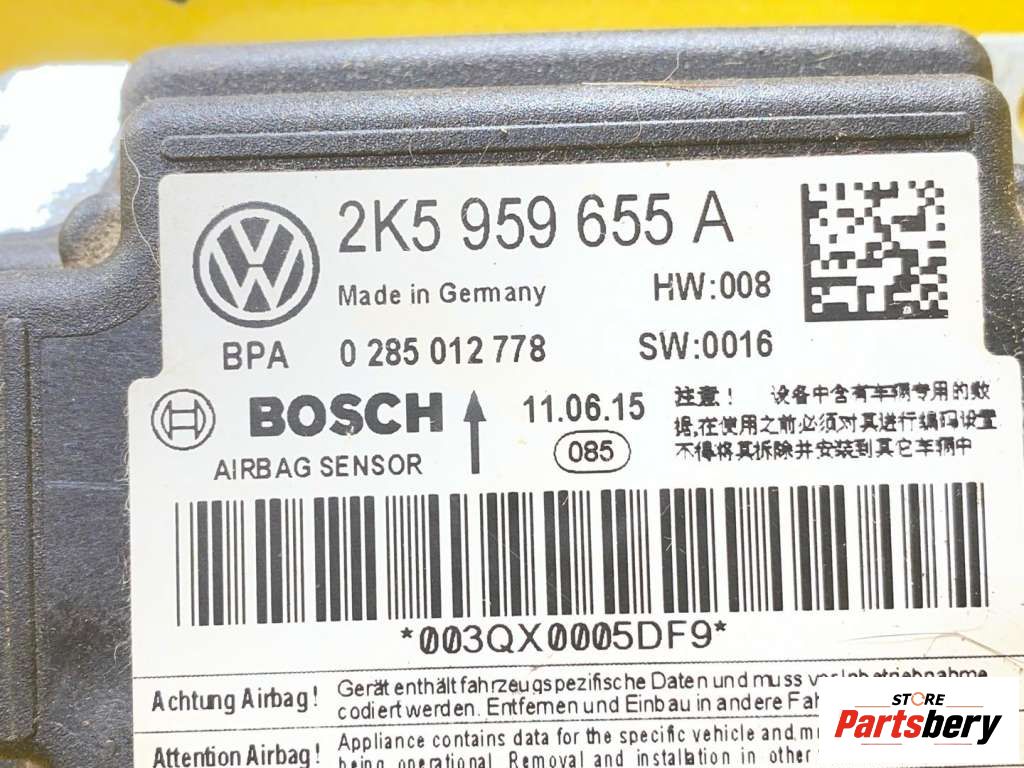 2K5 959 655 A
Made in Germany
HW:008
BPA
0 285 012 778
SW:0016
BOSCH
11.06.15
注意! 设备中含有车辆专用的数
据,在使用之前必须对其进行编码设置
不得将其拆除并安装到其它车辆中
AIRBAG SENSOR
085
*003QX0005DF9*
Achtung Airbag!
Gerät enthält fahrzeugspezifische Daten und muss vor Inbetriebnahme
codiert werden. Entfernen und Einbau in andere
Attention Airbag!
Appliance contains data for the specific vehicle and
being operational. Removal and installation in other
STORE
Partsbery